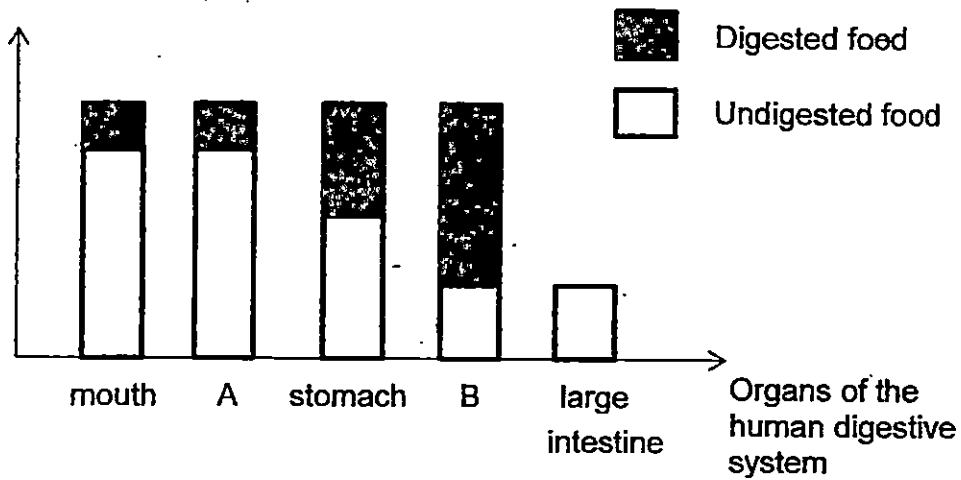 Digested food
Undigested food
mouth A stomach B large intestine
Organs of the human digestive system